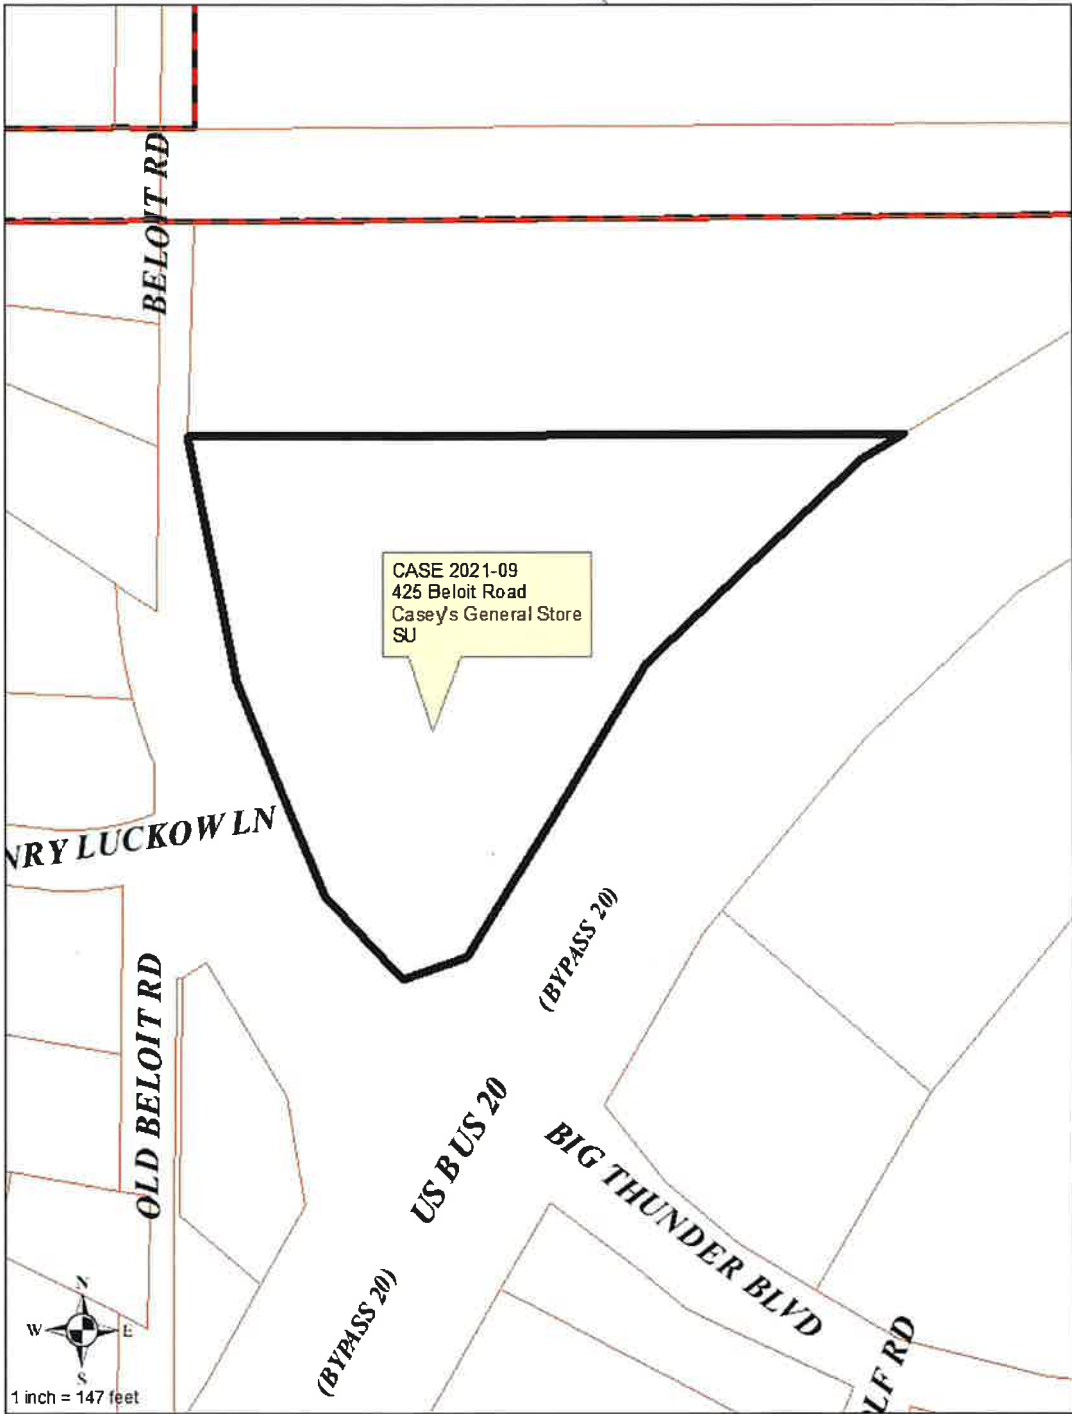 BELOIT RD
CASE 2021-09
425 Beloit Road
Casey's General Store
SU
NRY LUCKOW LN
(BYPASS 20)
OLD BELOIT RD
US BUS 20
BIG THUNDER BLVD
(BYPASS 20)
LF RD
N
W E
S
1 inch = 147 feet